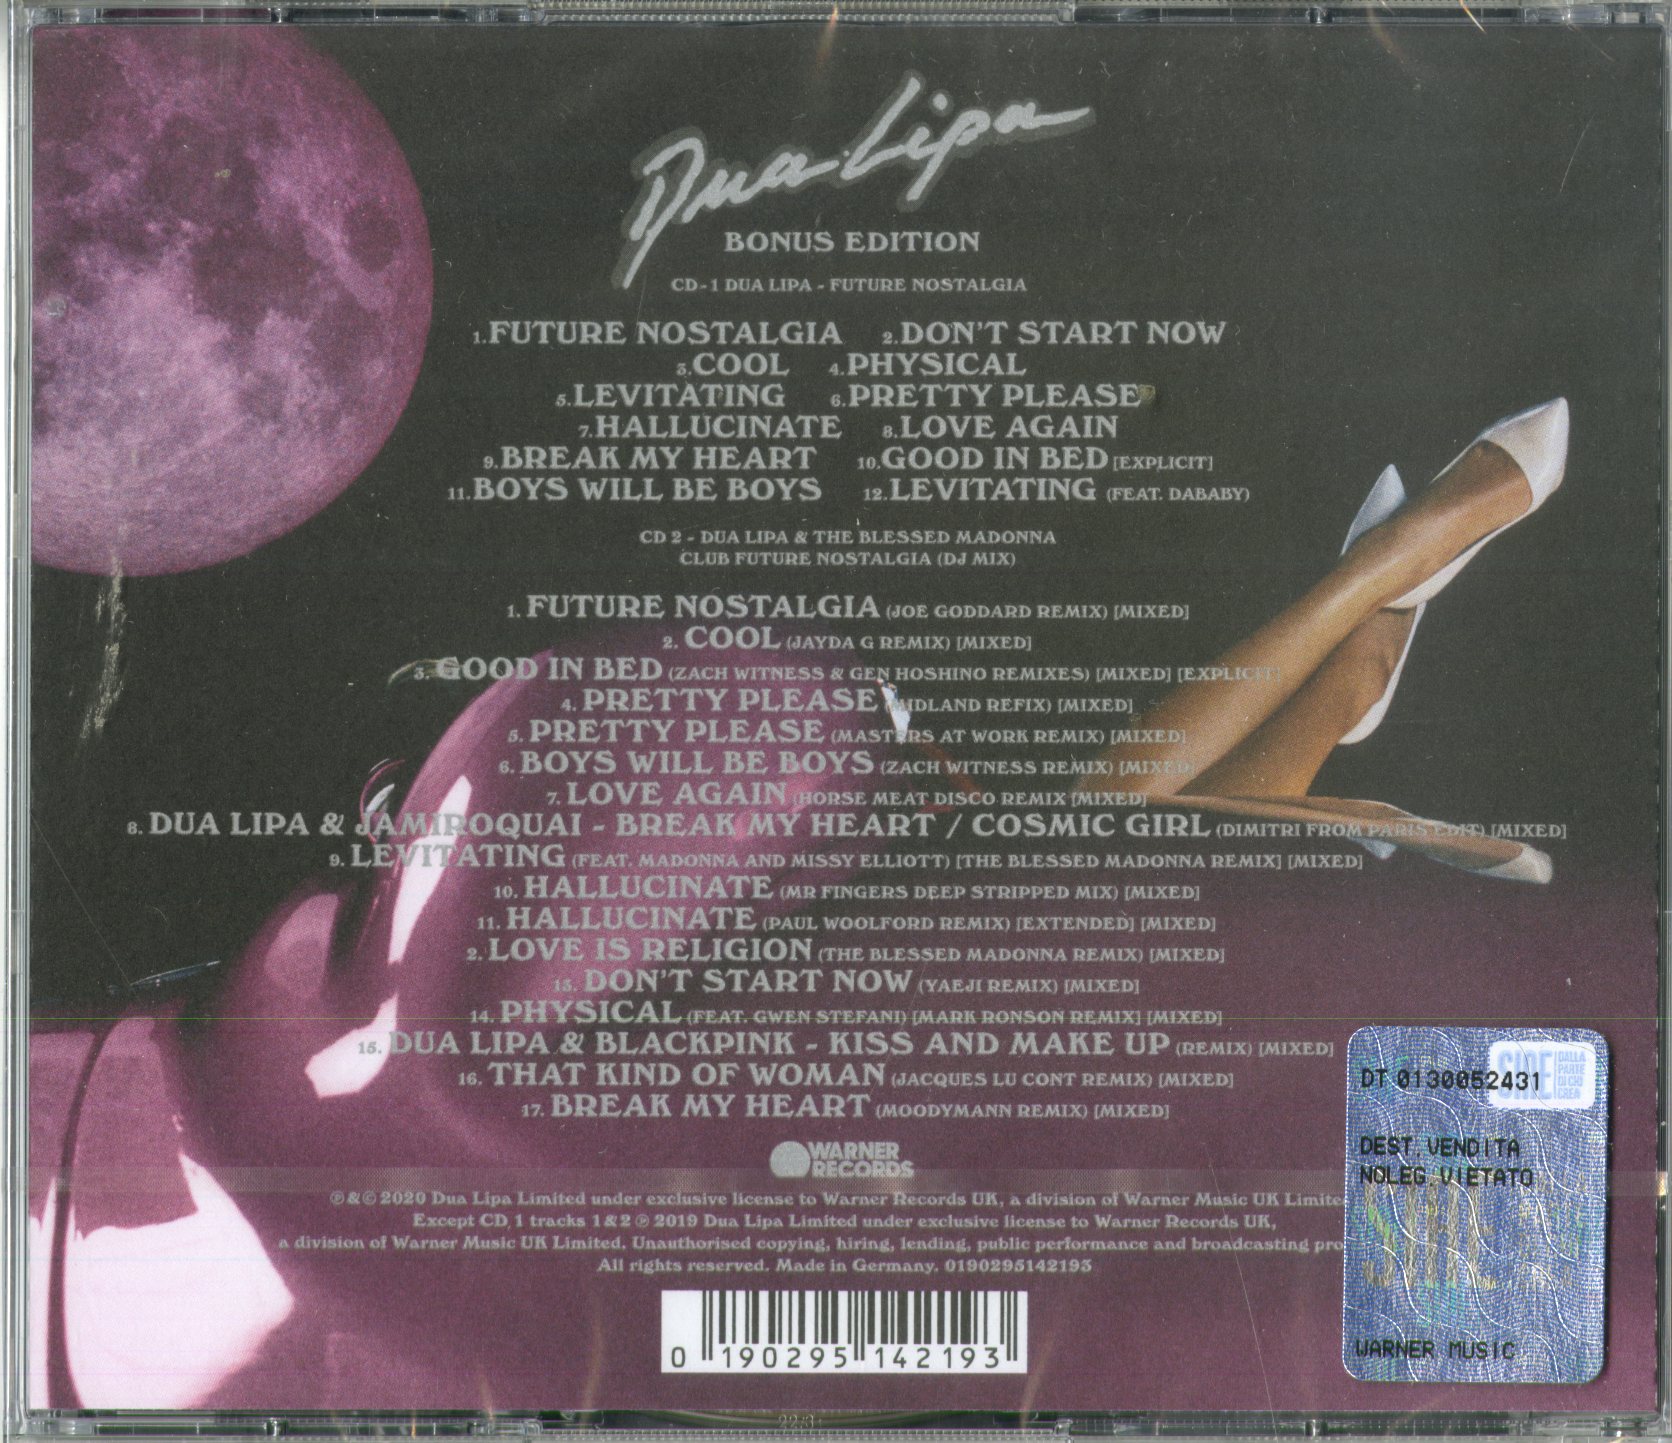 Dua Lipa
BONUS EDITION
CD-1 DUA LIPA - FUTURE NOSTALGIA
1.FUTURE NOSTALGIA 2.DON'T START NOW
3.COOL 4.PHYSICAL
5.LEVITATING 6.PRETTY PLEASE
7.HALLUCINATE 8.LOVE AGAIN
9.BREAK MY HEART 10.GOOD IN BED [EXPLICIT]
11.BOYS WILL BE BOYS 12.LEVITATING (FEAT. DABABY)
CD 2 - DUA LIPA & THE BLESSED MADONNA
CLUB FUTURE NOSTALGIA (DJ MIX)
1. FUTURE NOSTALGIA (JOE GODDARD REMIX) [MIXED]
2. COOL (JAYDA G REMIX) [MIXED]
3. GOOD IN BED (ZACH WITNESS & GEN HOSHINO REMIXES) [MIXED] [EXPLICIT]
4. PRETTY PLEASE (MIDLAND REFIX) [MIXED]
5. PRETTY PLEASE (MASTERS AT WORK REMIX) [MIXED]
6. BOYS WILL BE BOYS (ZACH WITNESS REMIX) [MIXED]
7. LOVE AGAIN (HORSE MEAT DISCO REMIX [MIXED]
8. DUA LIPA & JAMIROQUAI - BREAK MY HEART / COSMIC GIRL (DIMITRI FROM PARIS EDIT) [MIXED]
9. LEVITATING (FEAT. MADONNA AND MISSY ELLIOTT) [THE BLESSED MADONNA REMIX] [MIXED]
10. HALLUCINATE (MR FINGERS DEEP STRIPPED MIX) [MIXED]
11. HALLUCINATE (PAUL WOOLFORD REMIX) [EXTENDED] [MIXED]
2. LOVE IS RELIGION (THE BLESSED MADONNA REMIX) [MIXED]
13. DON'T START NOW (YAEJI REMIX) [MIXED]
14. PHYSICAL (FEAT. GWEN STEFANI) [MARK RONSON REMIX] [MIXED]
15. DUA LIPA & BLACKPINK - KISS AND MAKE UP (REMIX) [MIXED]
16. THAT KIND OF WOMAN (JACQUES LU CONT REMIX) [MIXED]
17. BREAK MY HEART (MOODYMANN REMIX) [MIXED]
WARNER
RECORDS
℗ & © 2020 Dua Lipa Limited under exclusive license to Warner Records UK, a division of Warner Music UK Limite
Except CD 1 tracks 1 & 2 ℗ 2019 Dua Lipa Limited under exclusive license to Warner Records UK,
a division of Warner Music UK Limited. Unauthorised copying, hiring, lending, public performance and broadcasting pro
All rights reserved. Made in Germany. 0190295142193
0 190295 142193
SIAE DALLA PARTE DI CHI CREA
DT 0130052431
DEST.VENDITA
NOLEG.VIETATO
WARNER MUSIC